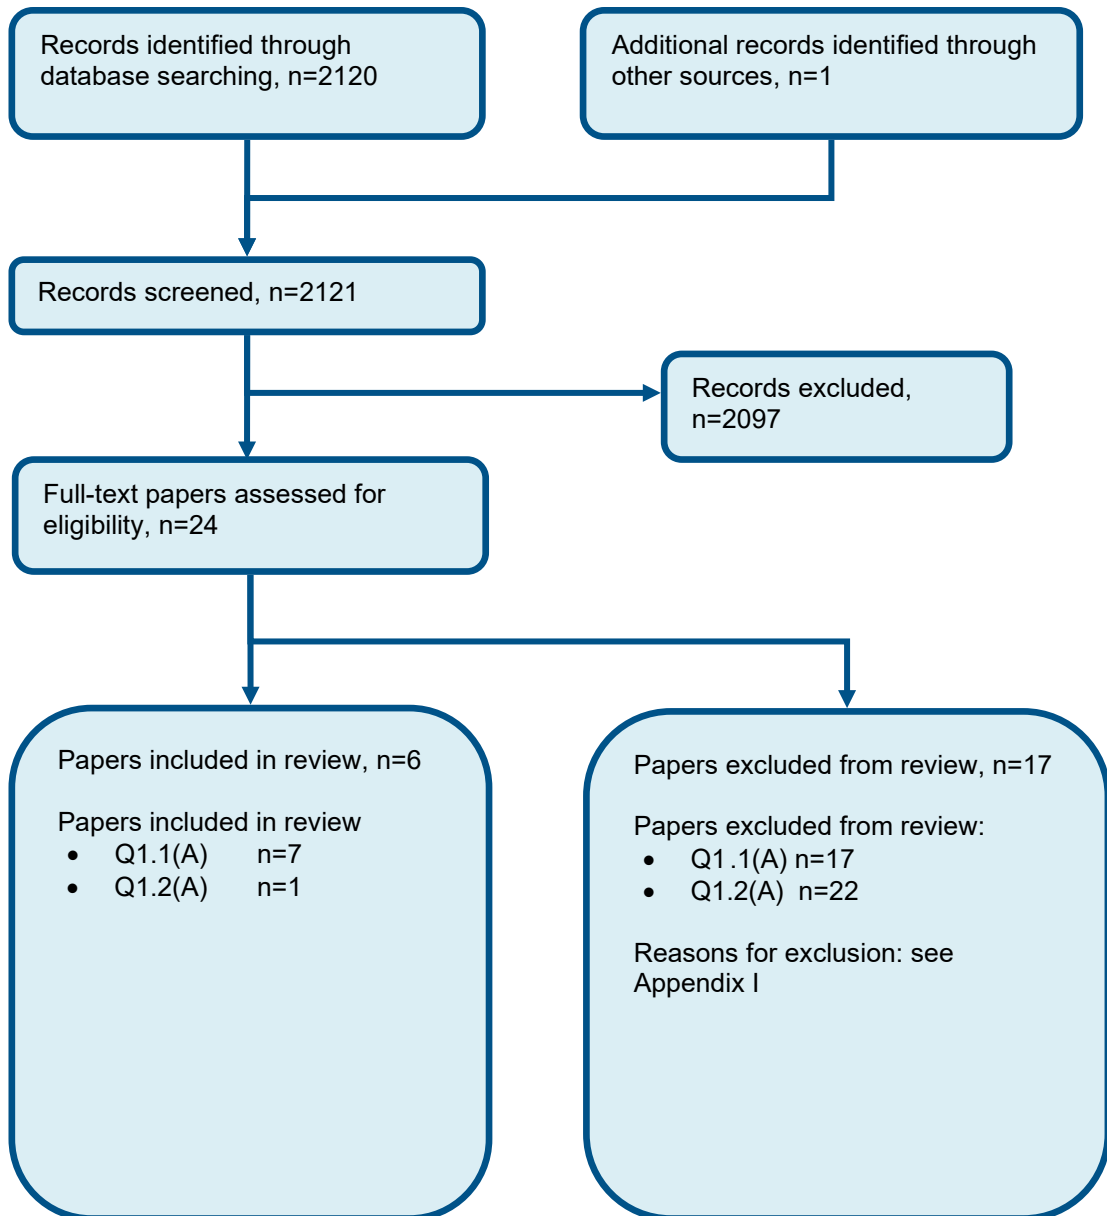 Records identified through
database searching, n=2120
Additional records identified through
other sources, n=1
Records screened, n=2121
Records excluded,
n=2097
Full-text papers assessed for
eligibility, n=24
Papers included in review, n=6
Papers included in review
• Q1.1(A) n=7
• Q1.2(A) n=1
Papers excluded from review, n=17
Papers excluded from review:
• Q1.1(A) n=17
• Q1.2(A) n=22
Reasons for exclusion: see
Appendix I